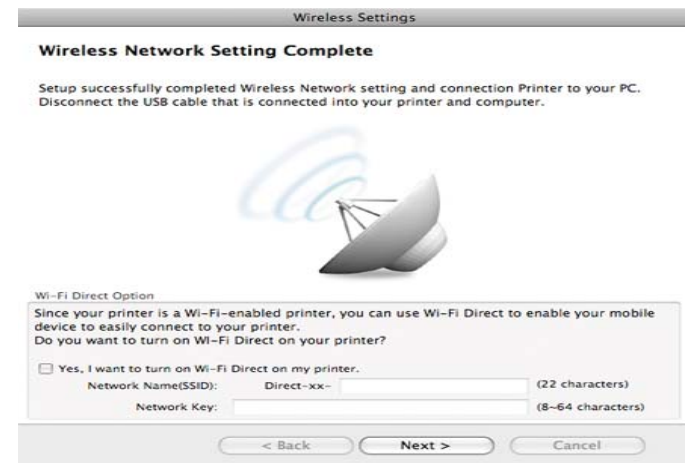 Wireless Settings
Wireless Network Setting Complete
Setup successfully completed Wireless Network setting and connection Printer to your PC.
Disconnect the USB cable that is connected into your printer and computer.
Wi-Fi Direct Option
Since your printer is a Wi-Fi-enabled printer, you can use Wi-Fi Direct to enable your mobile
device to easily connect to your printer.
Do you want to turn on WI-FI Direct on your printer?
Yes, I want to turn on Wi-Fi Direct on my printer.
Network Name(SSID): Direct-xx- (22 characters)
Network Key: (8~64 characters)
< Back Next > Cancel